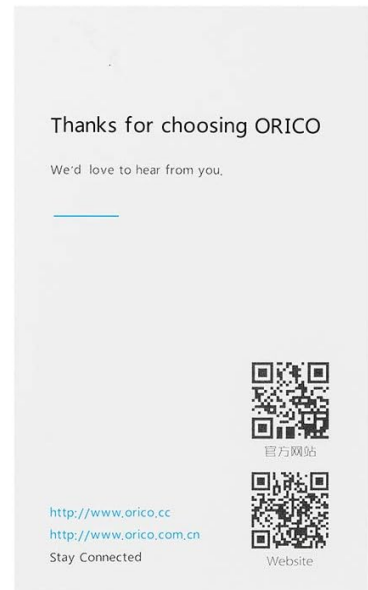 Thanks for choosing ORICO
We'd love to hear from you.
官方网站
http://www.orico.cc
http://www.orico.com.cn
Stay Connected
Website